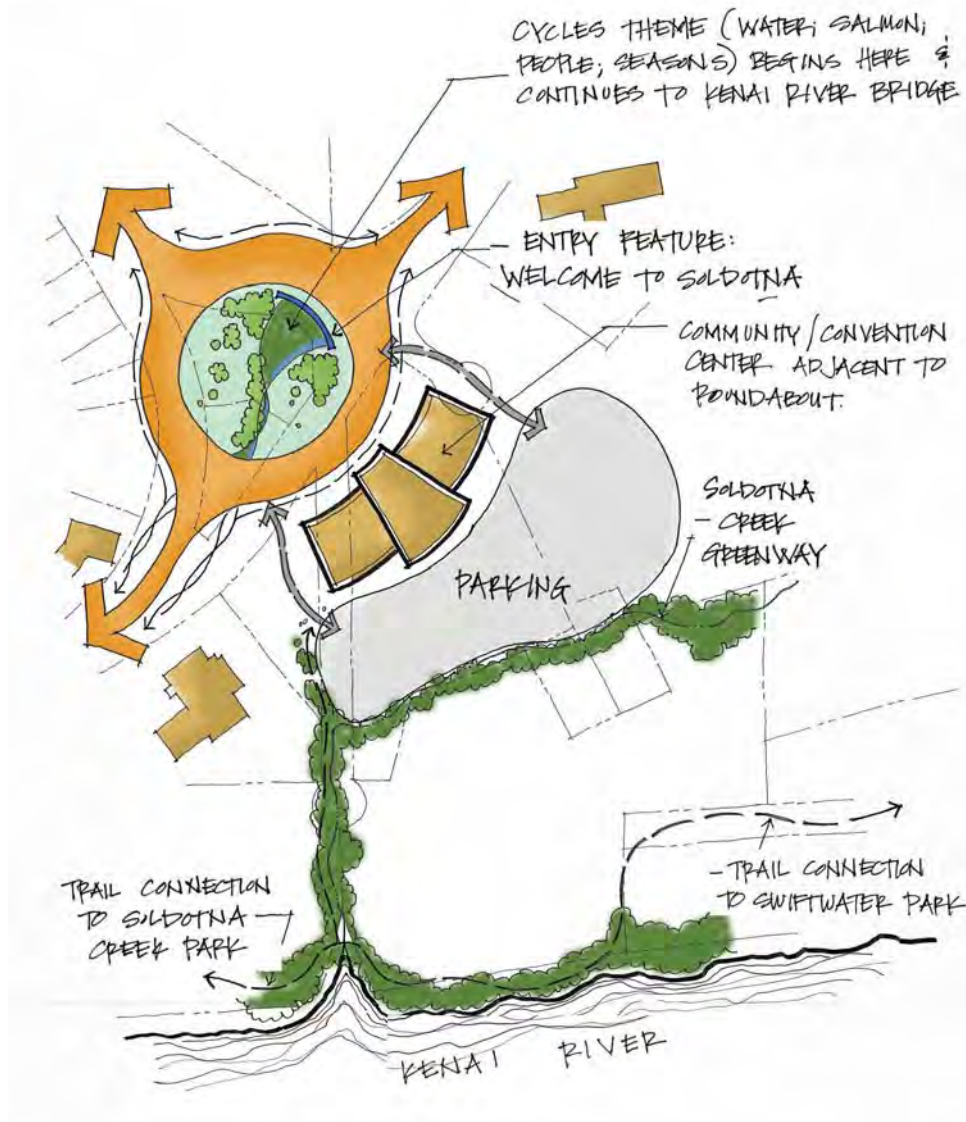 CYCLES THEME (WATER; SALMON;
PEOPLE; SEASONS) BEGINS HERE &
CONTINUES TO KENAI RIVER BRIDGE
ENTRY FEATURE:
WELCOME TO SOLDOTNA
COMMUNITY/CONVENTION
CENTER ADJACENT TO
ROUNDABOUT.
SOLDOTNA
CREEK
GREENWAY
PARKING
TRAIL CONNECTION
TO SWIFTWATER PARK
TRAIL CONNECTION
TO SOLDOTNA
CREEK PARK
KENAI RIVER